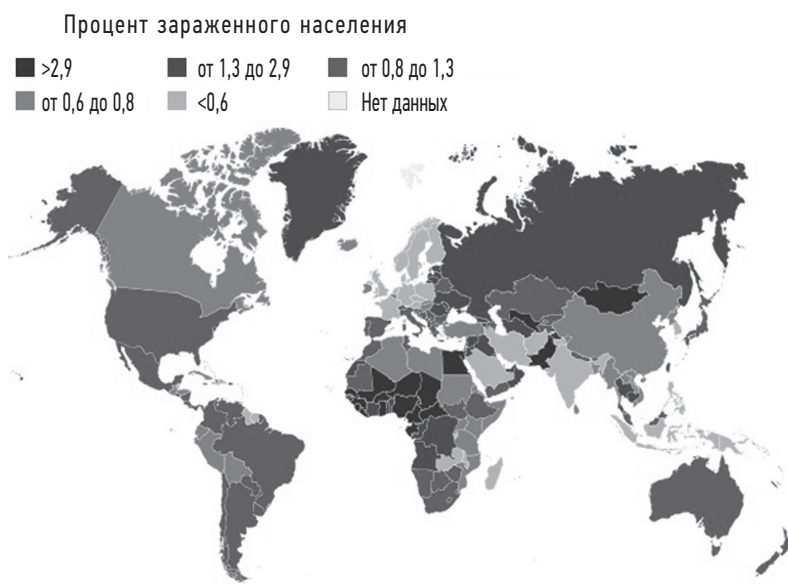 Процент зараженного населения
>2,9 от 1,3 до 2,9 от 0,8 до 1,3
от 0,6 до 0,8 <0,6 Нет данных